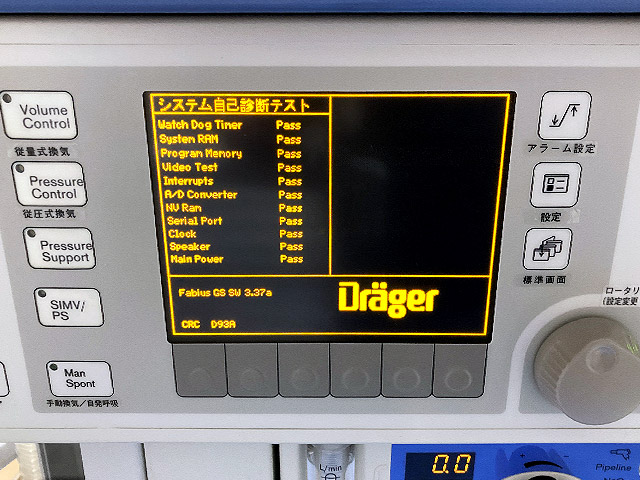 システム自己診断テスト
Watch Dog Timer Pass
System RAM Pass
Program Memory Pass
Video Test Pass
Interrupts Pass
A/D Converter Pass
NV Ram Pass
Serial Port Pass
Clock Pass
Speaker Pass
Main Power Pass
Fabius GS SW 3.37a
Dräger
CRC D93A
Volume Control
従量式換気
Pressure Control
従圧式換気
Pressure Support
SIMV/
PS
Man
Spont
手動換気/自発呼吸
アラーム設定
設定
標準画面
ロータリ
(設定変更
L/min
0.0
+
Pipeline